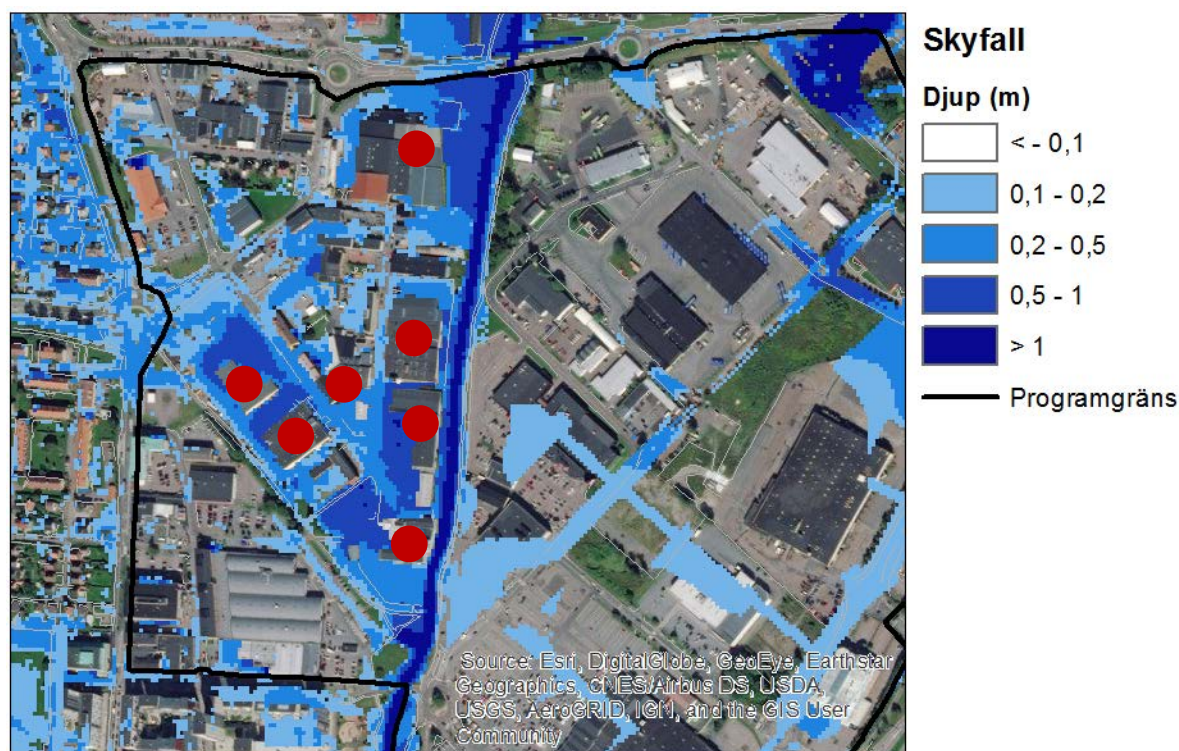 Skyfall
Djup (m)
< - 0,1
0,1 - 0,2
0,2 - 0,5
0,5 - 1
> 1
Programgräns
Source: Esri, DigitalGlobe, GeoEye, Earthstar
Geographics, CNES/Airbus DS, USDA,
USGS, AeroGRID, IGN, and the GIS User
Community